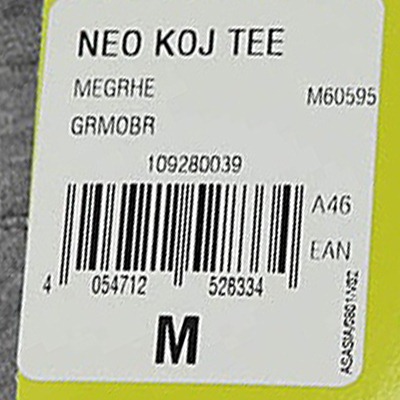 NEO KOJ TEE
MEGRHE
M60595
GRMOBR
109280039
A46
EAN
4 054712 528334
M